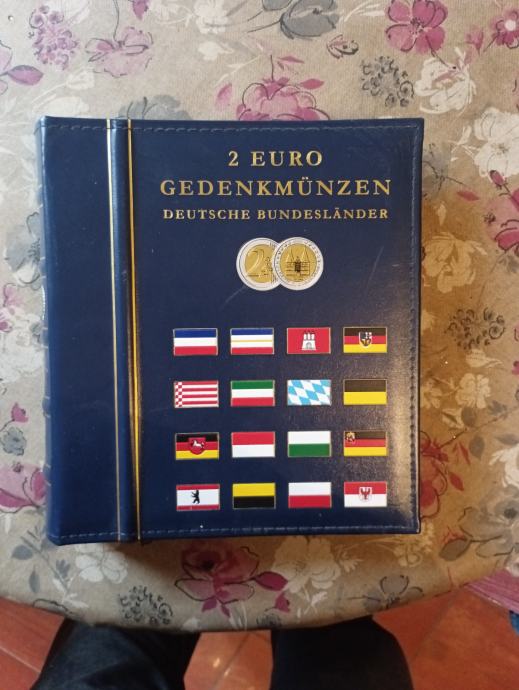 2 EURO
GEDENKMÜNZEN
DEUTSCHE BUNDESLÄNDER